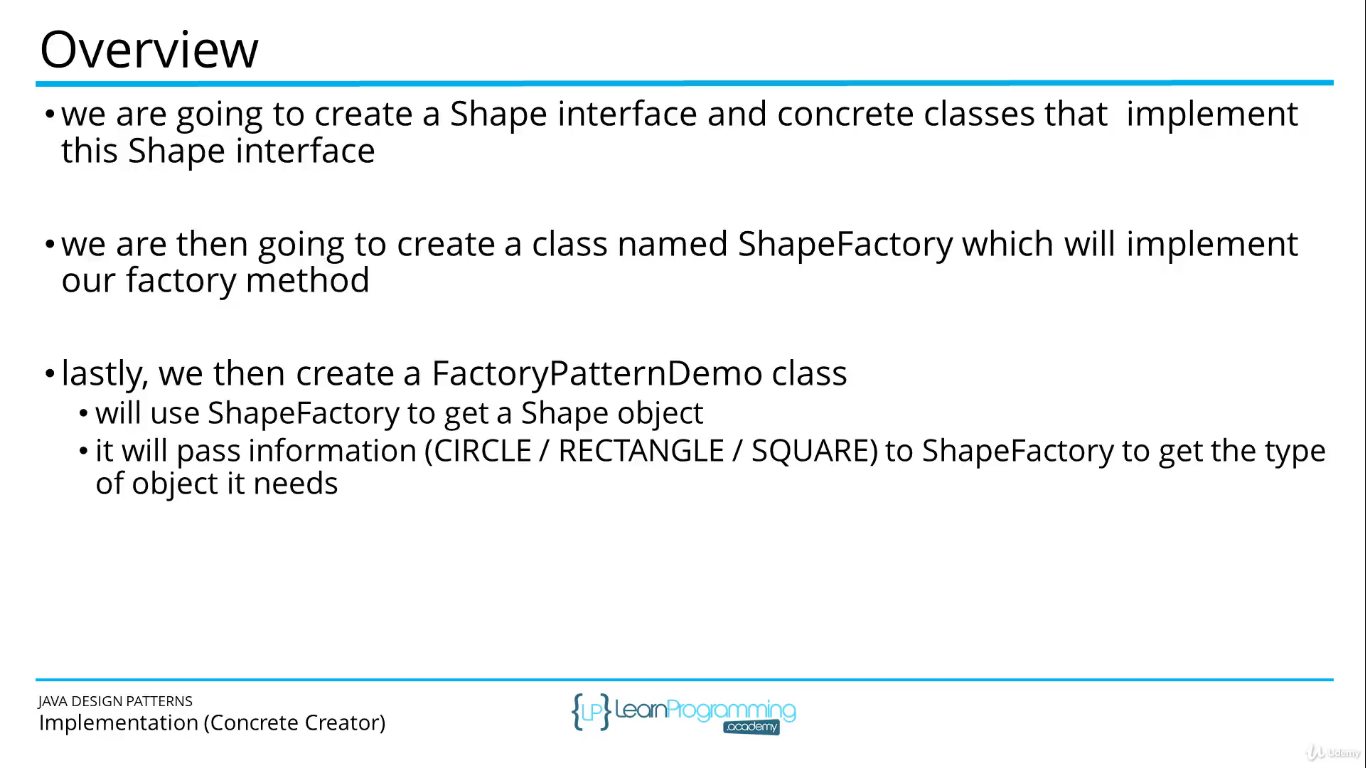 Overview
•we are going to create a Shape interface and concrete classes that  implement
this Shape interface
•we are then going to create a class named ShapeFactory which will implement
our factory method
•lastly, we then create a FactoryPatternDemo class
•will use ShapeFactory to get a Shape object
•it will pass information (CIRCLE / RECTANGLE / SQUARE) to ShapeFactory to get the type
of object it needs
JAVA DESIGN PATTERNS
Implementation (Concrete Creator)
{LP} LearnProgramming
.academy
Udemy